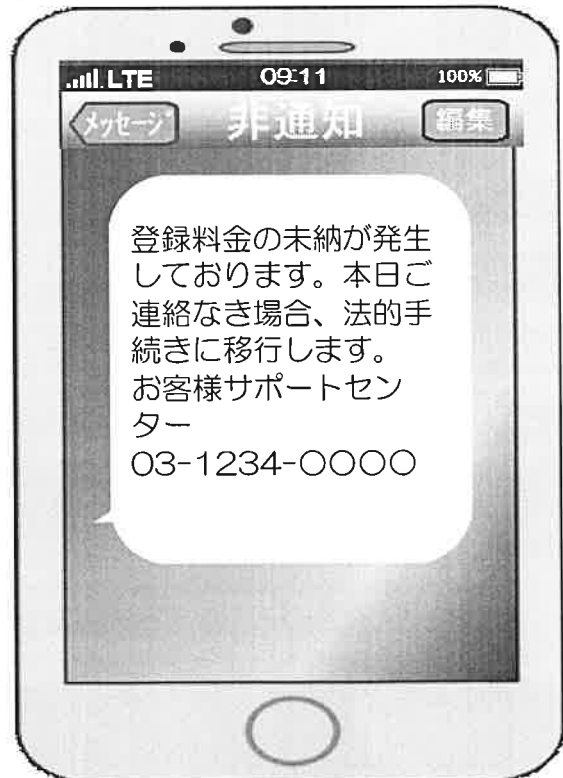 LTE 09:11 100%
メッセージ 非通知 編集
登録料金の未納が発生
しております。本日ご
連絡なき場合、法的手
続きに移行します。
お客様サポートセン
ター
03-1234-○○○○